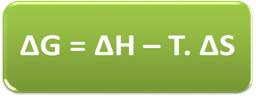 ΔG = ΔH – T. ΔS